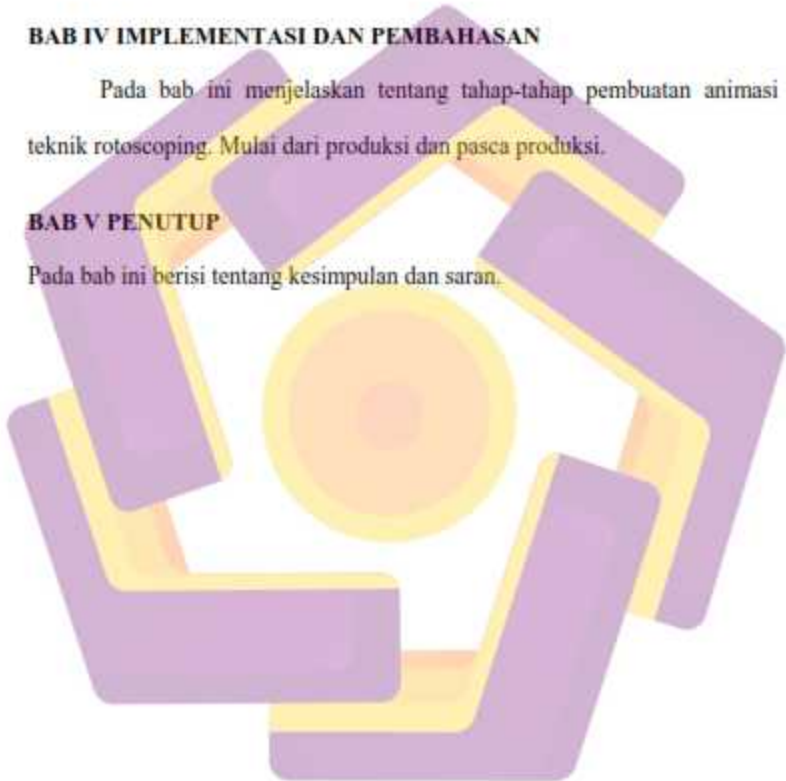 BAB IV IMPLEMENTASI DAN PEMBAHASAN
Pada bab ini menjelaskan tentang tahap-tahap pembuatan animasi
teknik rotoscoping. Mulai dari produksi dan pasca produksi.
BAB V PENUTUP
Pada bab ini berisi tentang kesimpulan dan saran.